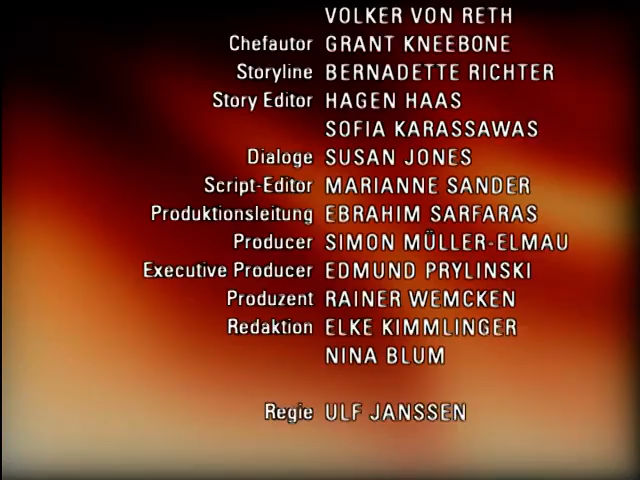 VOLKER VON RETH
Chefautor GRANT KNEEBONE
Storyline BERNADETTE RICHTER
Story Editor HAGEN HAAS
SOFIA KARASSAWAS
Dialoge SUSAN JONES
Script-Editor MARIANNE SANDER
Produktionsleitung EBRAHIM SARFARAS
Producer SIMON MÜLLER-ELMAU
Executive Producer EDMUND PRYLINSKI
Produzent RAINER WEMCKEN
Redaktion ELKE KIMMLINGER
NINA BLUM
Regie ULF JANSSEN